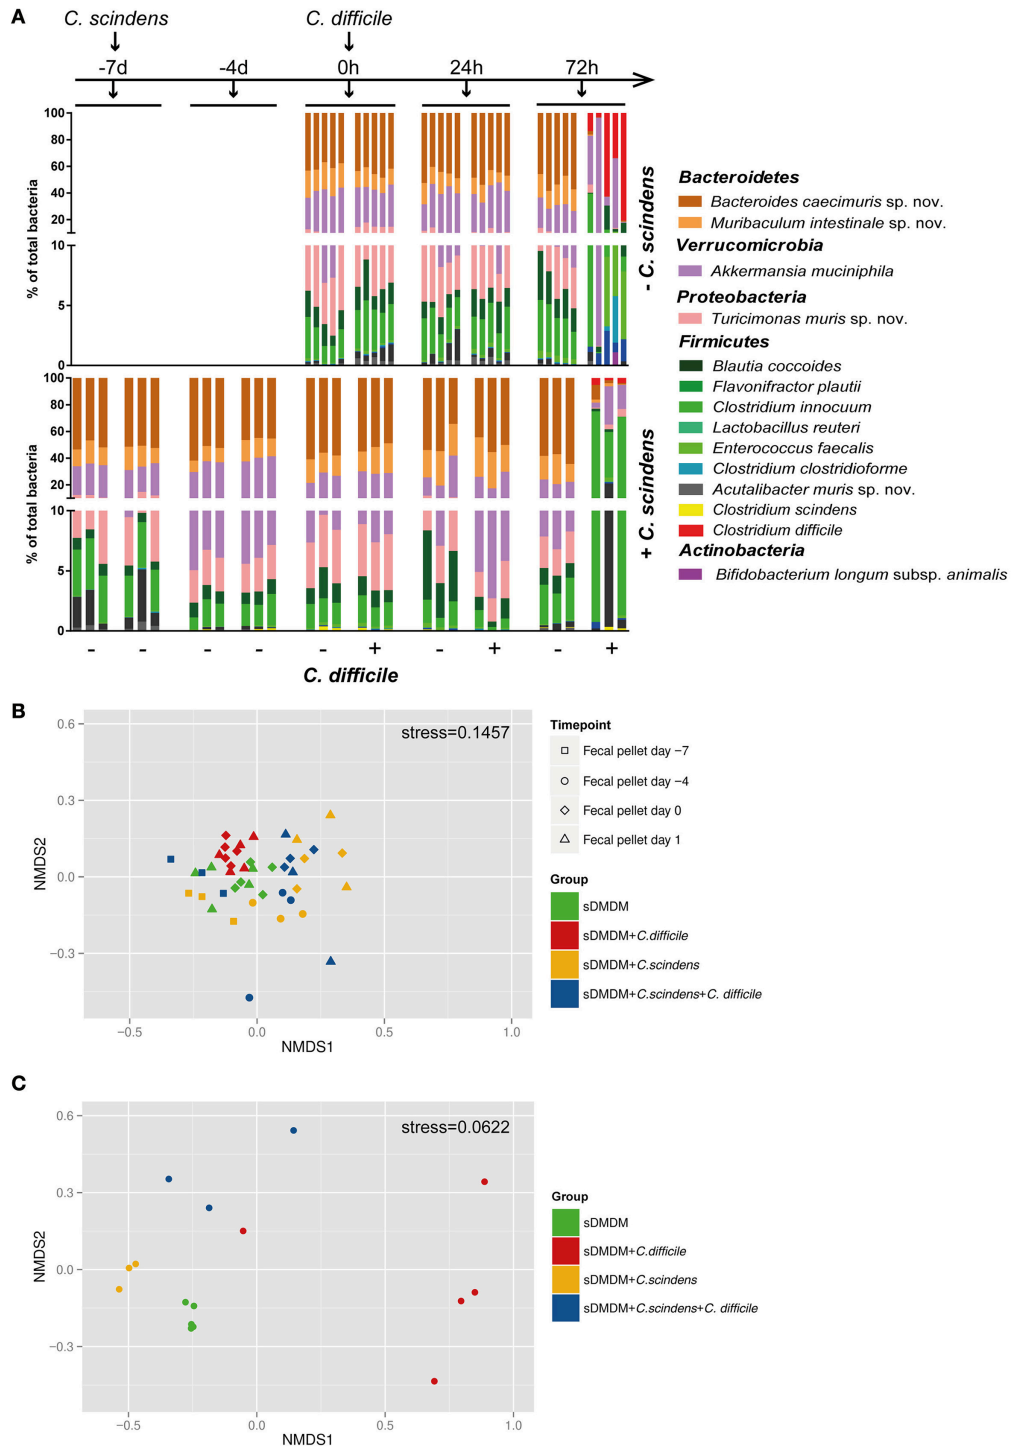 A
C. scindens
C. difficile
-7d
-4d
0h
24h
72h
100
80
60
40
20
10
5
0
% of total bacteria
% of total bacteria
- C. scindens
100
80
60
40
20
10
5
0
% of total bacteria
% of total bacteria
+ C. scindens
- - - - - + - + - +
C. difficile
Bacteroidetes
Bacteroides caecimuris sp. nov.
Muribaculum intestinale sp. nov.
Verrucomicrobia
Akkermansia muciniphila
Proteobacteria
Turicimonas muris sp. nov.
Firmicutes
Blautia coccoides
Flavonifractor plautii
Clostridium innocuum
Lactobacillus reuteri
Enterococcus faecalis
Clostridium clostridioforme
Acutalibacter muris sp. nov.
Clostridium scindens
Clostridium difficile
Actinobacteria
Bifidobacterium longum subsp. animalis
B
stress=0.1457
0.6
0.3
0.0
−0.3
NMDS2
−0.5 0.0 0.5 1.0
NMDS1
Timepoint
Fecal pellet day −7
Fecal pellet day −4
Fecal pellet day 0
Fecal pellet day 1
Group
sDMDM
sDMDM+C.difficile
sDMDM+C.scindens
sDMDM+C.scindens+C. difficile
C
stress=0.0622
0.6
0.3
0.0
−0.3
NMDS2
−0.5 0.0 0.5 1.0
NMDS1
Group
sDMDM
sDMDM+C.difficile
sDMDM+C.scindens
sDMDM+C.scindens+C. difficile